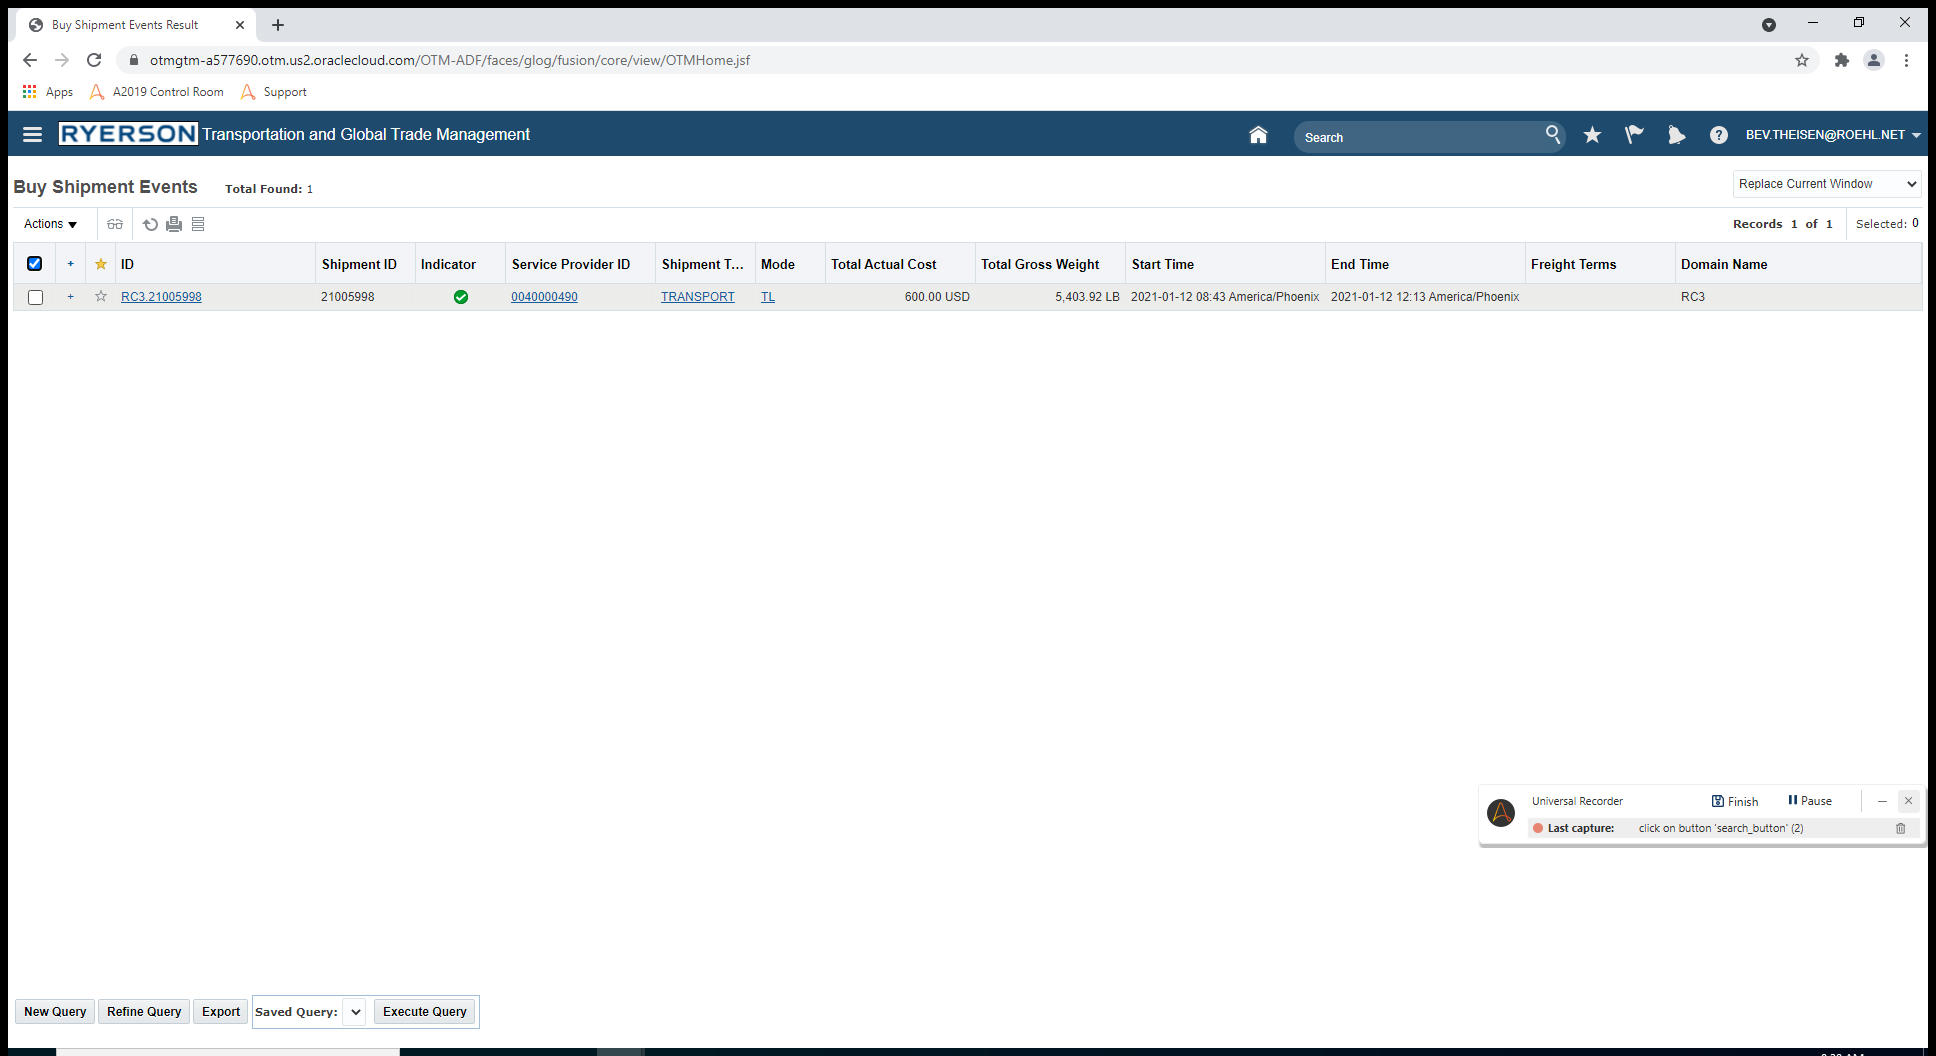 Buy Shipment Events Result
otmgtm-a577690.otm.us2.oraclecloud.com/OTM-ADF/faces/glog/fusion/core/view/OTMHome.jsf
Apps A2019 Control Room Support
RYERSON Transportation and Global Trade Management Search BEV.THEISEN@ROEHL.NET
Buy Shipment Events Total Found: 1 Replace Current Window
Actions Records 1 of 1 Selected: 0
+ ID Shipment ID Indicator Service Provider ID Shipment T... Mode Total Actual Cost Total Gross Weight Start Time End Time Freight Terms Domain Name
+ RC3.21005998 21005998 0040000490 TRANSPORT TL 600.00 USD 5,403.92 LB 2021-01-12 08:43 America/Phoenix 2021-01-12 12:13 America/Phoenix RC3
Universal Recorder Finish Pause
Last capture: click on button 'search_button' (2)
New Query Refine Query Export Saved Query: Execute Query